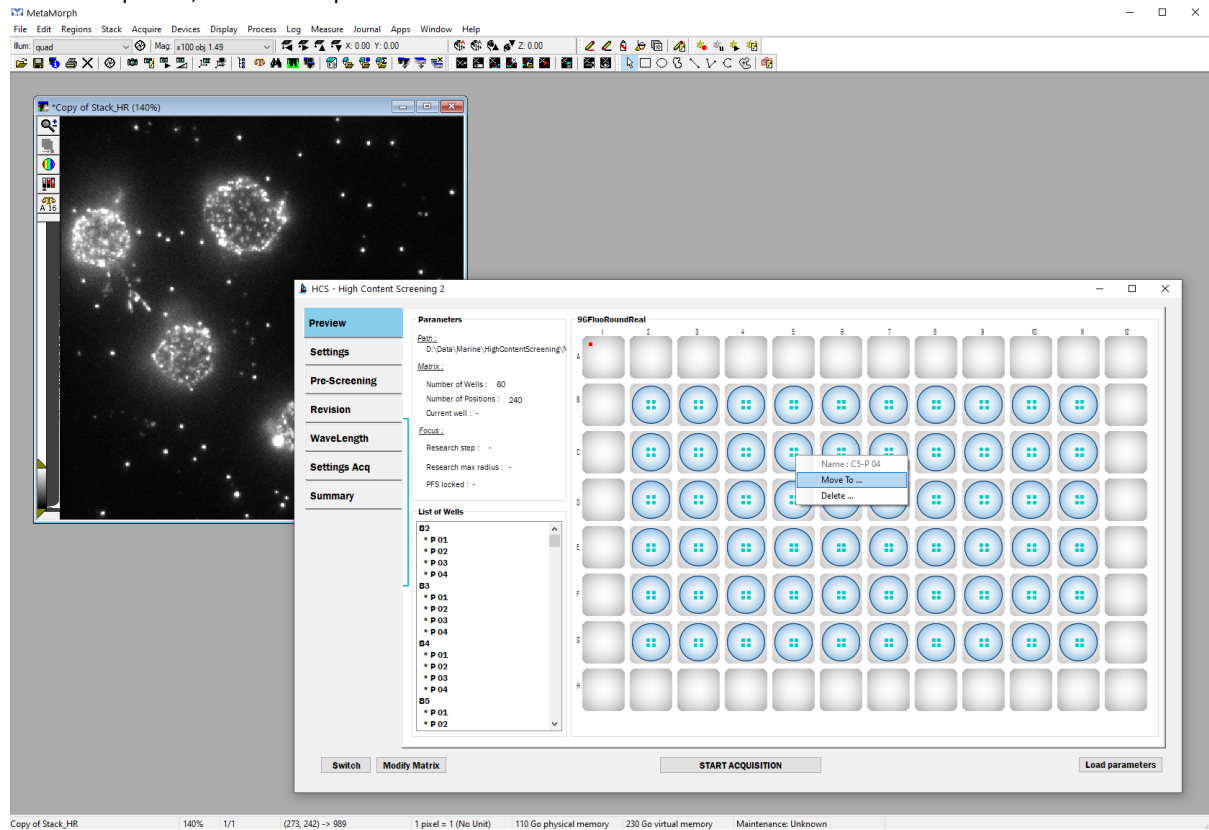 MetaMorph
File Edit Regions Stack Acquire Devices Display Process Log Measure Journal Apps Window Help
Illum: quad Mag: x100 obj 1.49 X: 0.00 Y: 0.00 Z: 0.00
*Copy of Stack_HR (140%)
A 16
HCS - High Content Screening 2
Preview
Settings
Pre-Screening
Revision
WaveLength
Settings Acq
Summary
Parameters
Path :
D:\Data\Marine\HighContentScreening\
Matrix :
Number of Wells : 60
Number of Positions : 240
Current well : -
Focus :
Research step : -
Research max radius : -
PFS locked : -
List of Wells
B2
* P 01
* P 02
* P 03
* P 04
B3
* P 01
* P 02
* P 03
* P 04
B4
* P 01
* P 02
* P 03
* P 04
B5
* P 01
* P 02
96FluoRoundReal
1 2 3 4 5 6 7 8 9 10 11 12
A
B
C
D
E
F
G
H
Name : C5-P 04
Move To ...
Delete ...
Switch
Modify Matrix
START ACQUISITION
Load parameters
Copy of Stack_HR 140% 1/1 (273, 242) -> 989 1 pixel = 1 (No Unit) 110 Go physical memory 230 Go virtual memory Maintenance: Unknown